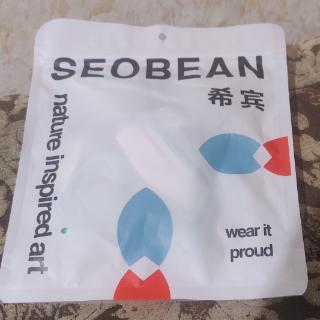 SEOBEAN
希宾
nature inspired art
wear it
proud